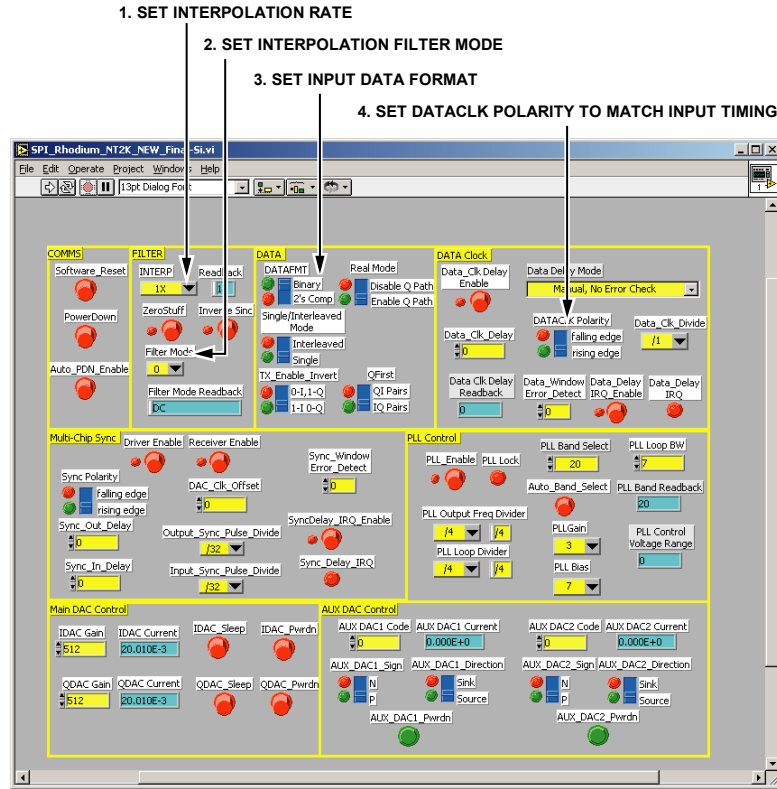 1. SET INTERPOLATION RATE
2. SET INTERPOLATION FILTER MODE
3. SET INPUT DATA FORMAT
4. SET DATACLK POLARITY TO MATCH INPUT TIMING
SPI_Rhodium_NT2K_NEW_Final-Si.vi
File Edit Operate Project Windows Help
13pt Dialog Font
1
COMMS
Software_Reset
PowerDown
Auto_PDN_Enable
FILTER
INTERP
Readback
1X
1
ZeroStuff
Inverse Sinc
Filter Mode
0
Filter Mode Readback
DC
DATA
DATAFMT
Real Mode
Binary
2's Comp
Disable Q Path
Enable Q Path
Single/Interleaved
Mode
Interleaved
Single
TX_Enable_Invert
QFirst
0-I,1-Q
1-I 0-Q
QI Pairs
IQ Pairs
DATA Clock
Data_Clk Delay
Enable
Data Delay Mode
Manual, No Error Check
Data_Clk_Delay
0
DATACLK Polarity
falling edge
rising edge
Data_Clk_Divide
/1
Data Clk Delay
Readback
0
Data_Window
Error_Detect
0
Data_Delay
IRQ_Enable
Data_Delay
IRQ
Multi-Chip Sync
Driver Enable
Receiver Enable
Sync Polarity
falling edge
rising edge
DAC_Clk_Offset
0
Sync_Window
Error_Detect
0
Sync_Out_Delay
0
Output_Sync_Pulse_Divide
/32
SyncDelay_IRQ_Enable
Sync_In_Delay
0
Input_Sync_Pulse_Divide
/32
Sync_Delay_IRQ
PLL Control
PLL_Enable
PLL Lock
PLL Band Select
20
PLL Loop BW
7
Auto_Band_Select
PLL Band Readback
20
PLL Output Freq Divider
/4
/4
PLL Loop Divider
/4
/4
PLLGain
3
PLL Bias
7
PLL Control
Voltage Range
0
Main DAC Control
IDAC Gain
512
IDAC Current
20.010E-3
IDAC_Sleep
IDAC_Pwrdn
QDAC Gain
512
QDAC Current
20.010E-3
QDAC_Sleep
QDAC_Pwrdn
AUX DAC Control
AUX DAC1 Code
0
AUX DAC1 Current
0.000E+0
AUX DAC2 Code
0
AUX DAC2 Current
0.000E+0
AUX_DAC1_Sign
N
P
AUX_DAC1_Direction
Sink
Source
AUX_DAC2_Sign
N
P
AUX_DAC2_Direction
Sink
Source
AUX_DAC1_Pwrdn
AUX_DAC2_Pwrdn